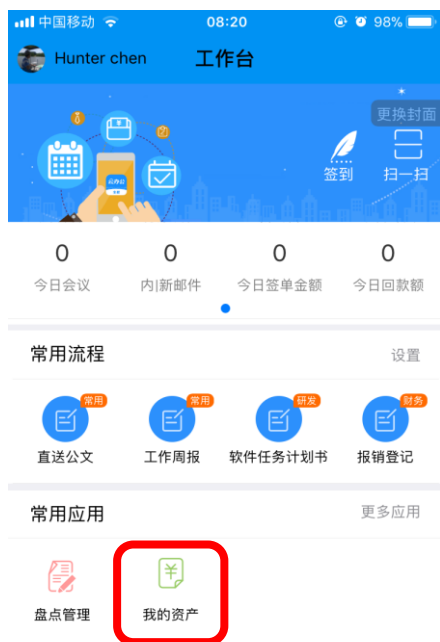 中国移动 08:20 98%
Hunter chen 工作台
更换封面
签到 扫一扫
0 0 0 0
今日会议 内|新邮件 今日签单金额 今日回款额
常用流程 设置
常用 常用 研发 财务
直送公文 工作周报 软件任务计划书 报销登记
常用应用 更多应用
盘点管理 我的资产